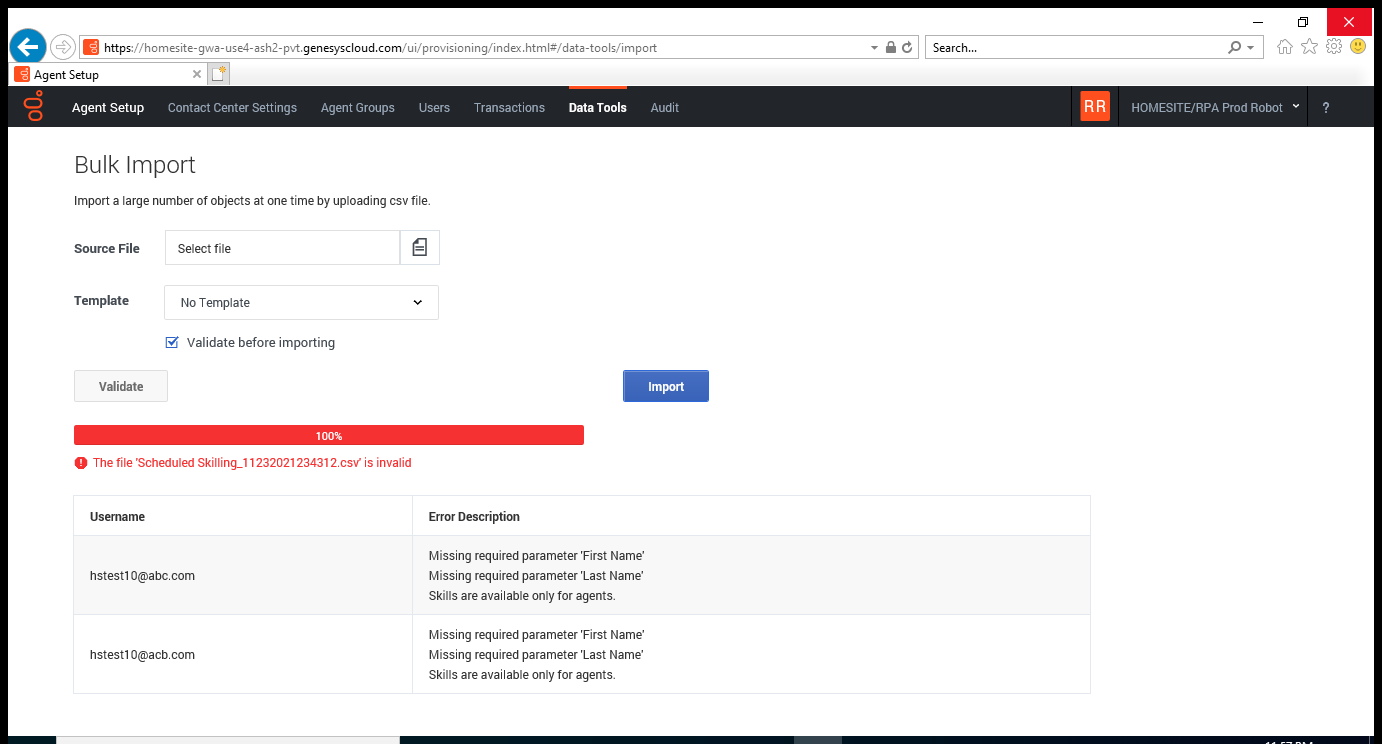 https://homesite-gwa-use4-ash2-pvt.genesyscloud.com/ui/provisioning/index.html#/data-tools/import
Search...
Agent Setup
Agent Setup Contact Center Settings Agent Groups Users Transactions Data Tools Audit RR HOMESITE/RPA Prod Robot ?
Bulk Import
Import a large number of objects at one time by uploading csv file.
Source File Select file
Template No Template
Validate before importing
Validate Import
100%
The file 'Scheduled Skilling_11232021234312.csv' is invalid
Username Error Description
Missing required parameter 'First Name'
hstest10@abc.com Missing required parameter 'Last Name'
Skills are available only for agents.
Missing required parameter 'First Name'
hstest10@acb.com Missing required parameter 'Last Name'
Skills are available only for agents.